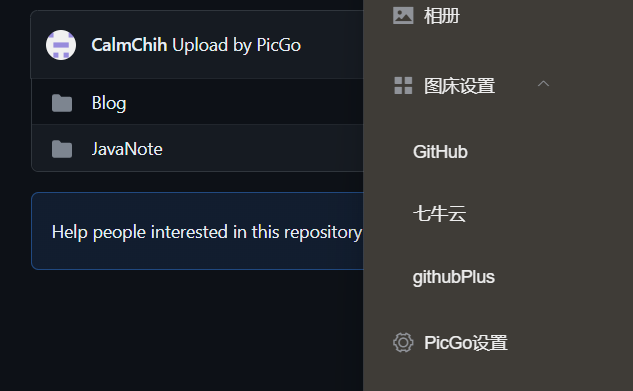 CalmChih Upload by PicGo
Blog
JavaNote
Help people interested in this repository
相册
图床设置
GitHub
七牛云
githubPlus
PicGo设置